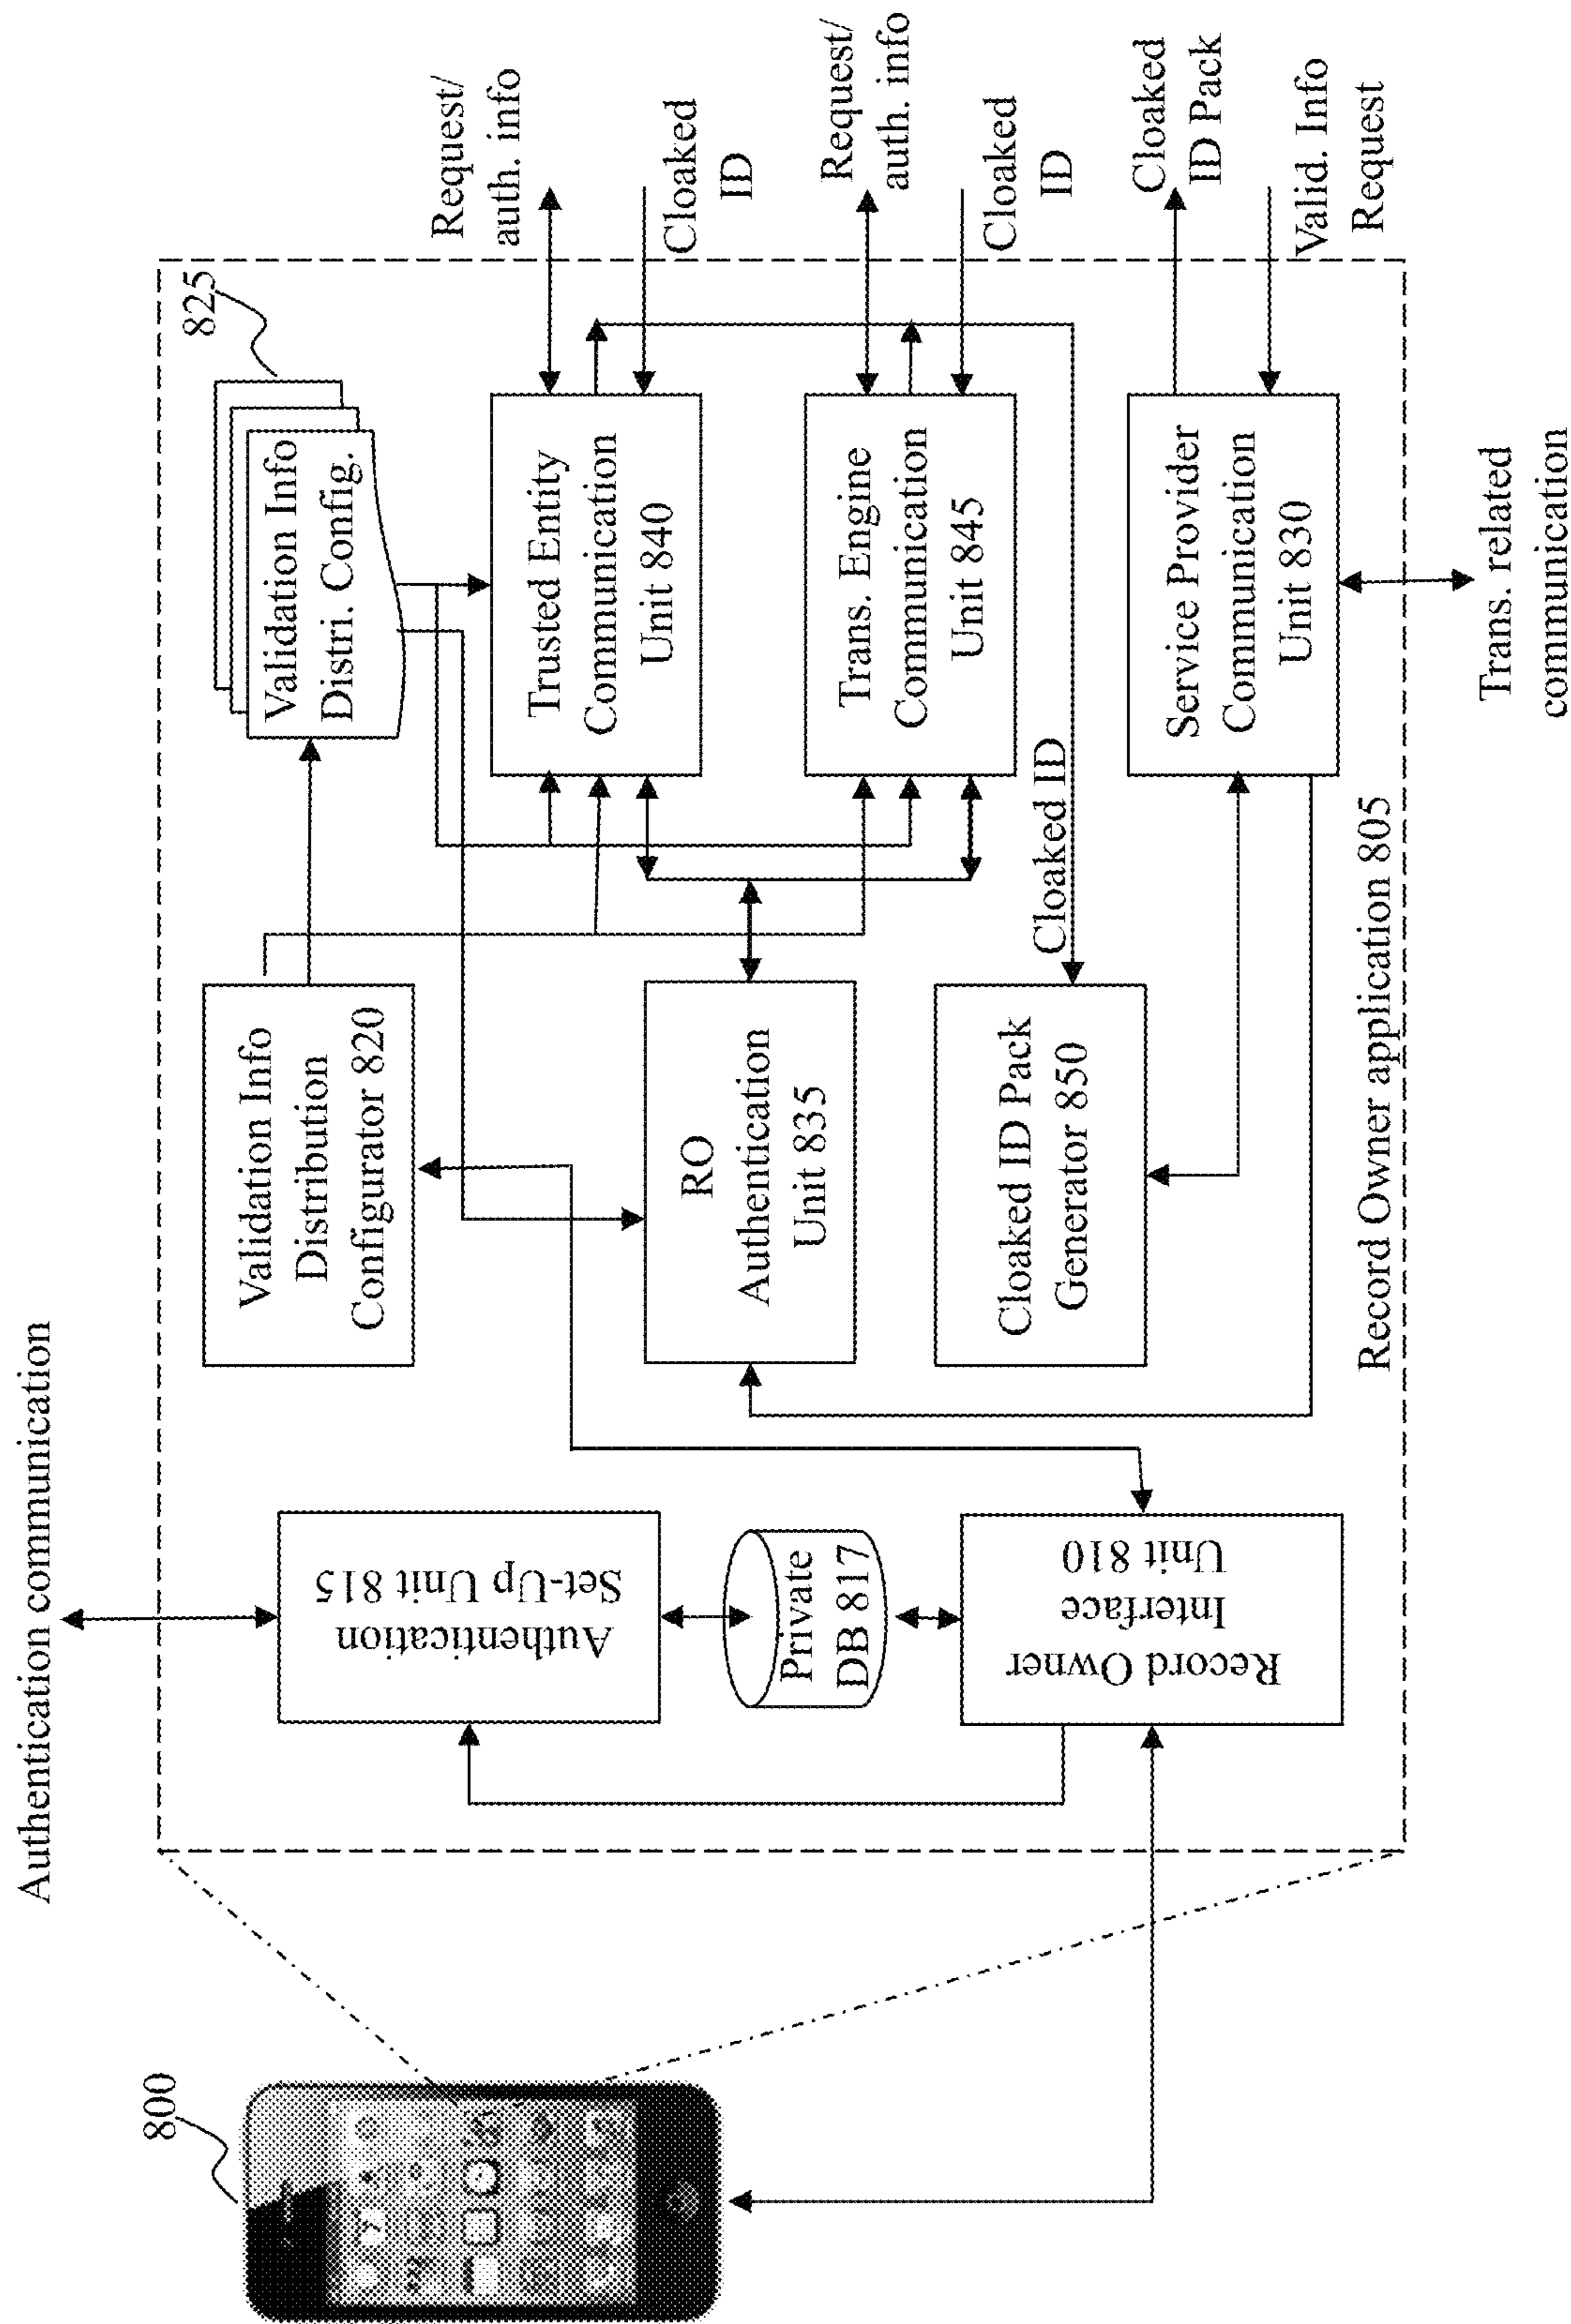 Authentication communication
800
Authentication
Set-Up Unit 815
Private
DB 817
Record Owner
Interface
Unit 810
Validation Info
Distribution
Configurator 820
RO
Authentication
Unit 835
Cloaked ID Pack
Generator 850
Cloaked ID
825
Validation Info
Distri. Config.
Trusted Entity
Communication
Unit 840
Trans. Engine
Communication
Unit 845
Service Provider
Communication
Unit 830
Request/
auth. info
Cloaked
ID
Request/
auth. info
Cloaked
ID
Cloaked
ID Pack
Valid. Info
Request
Record Owner application 805
Trans. related
communication